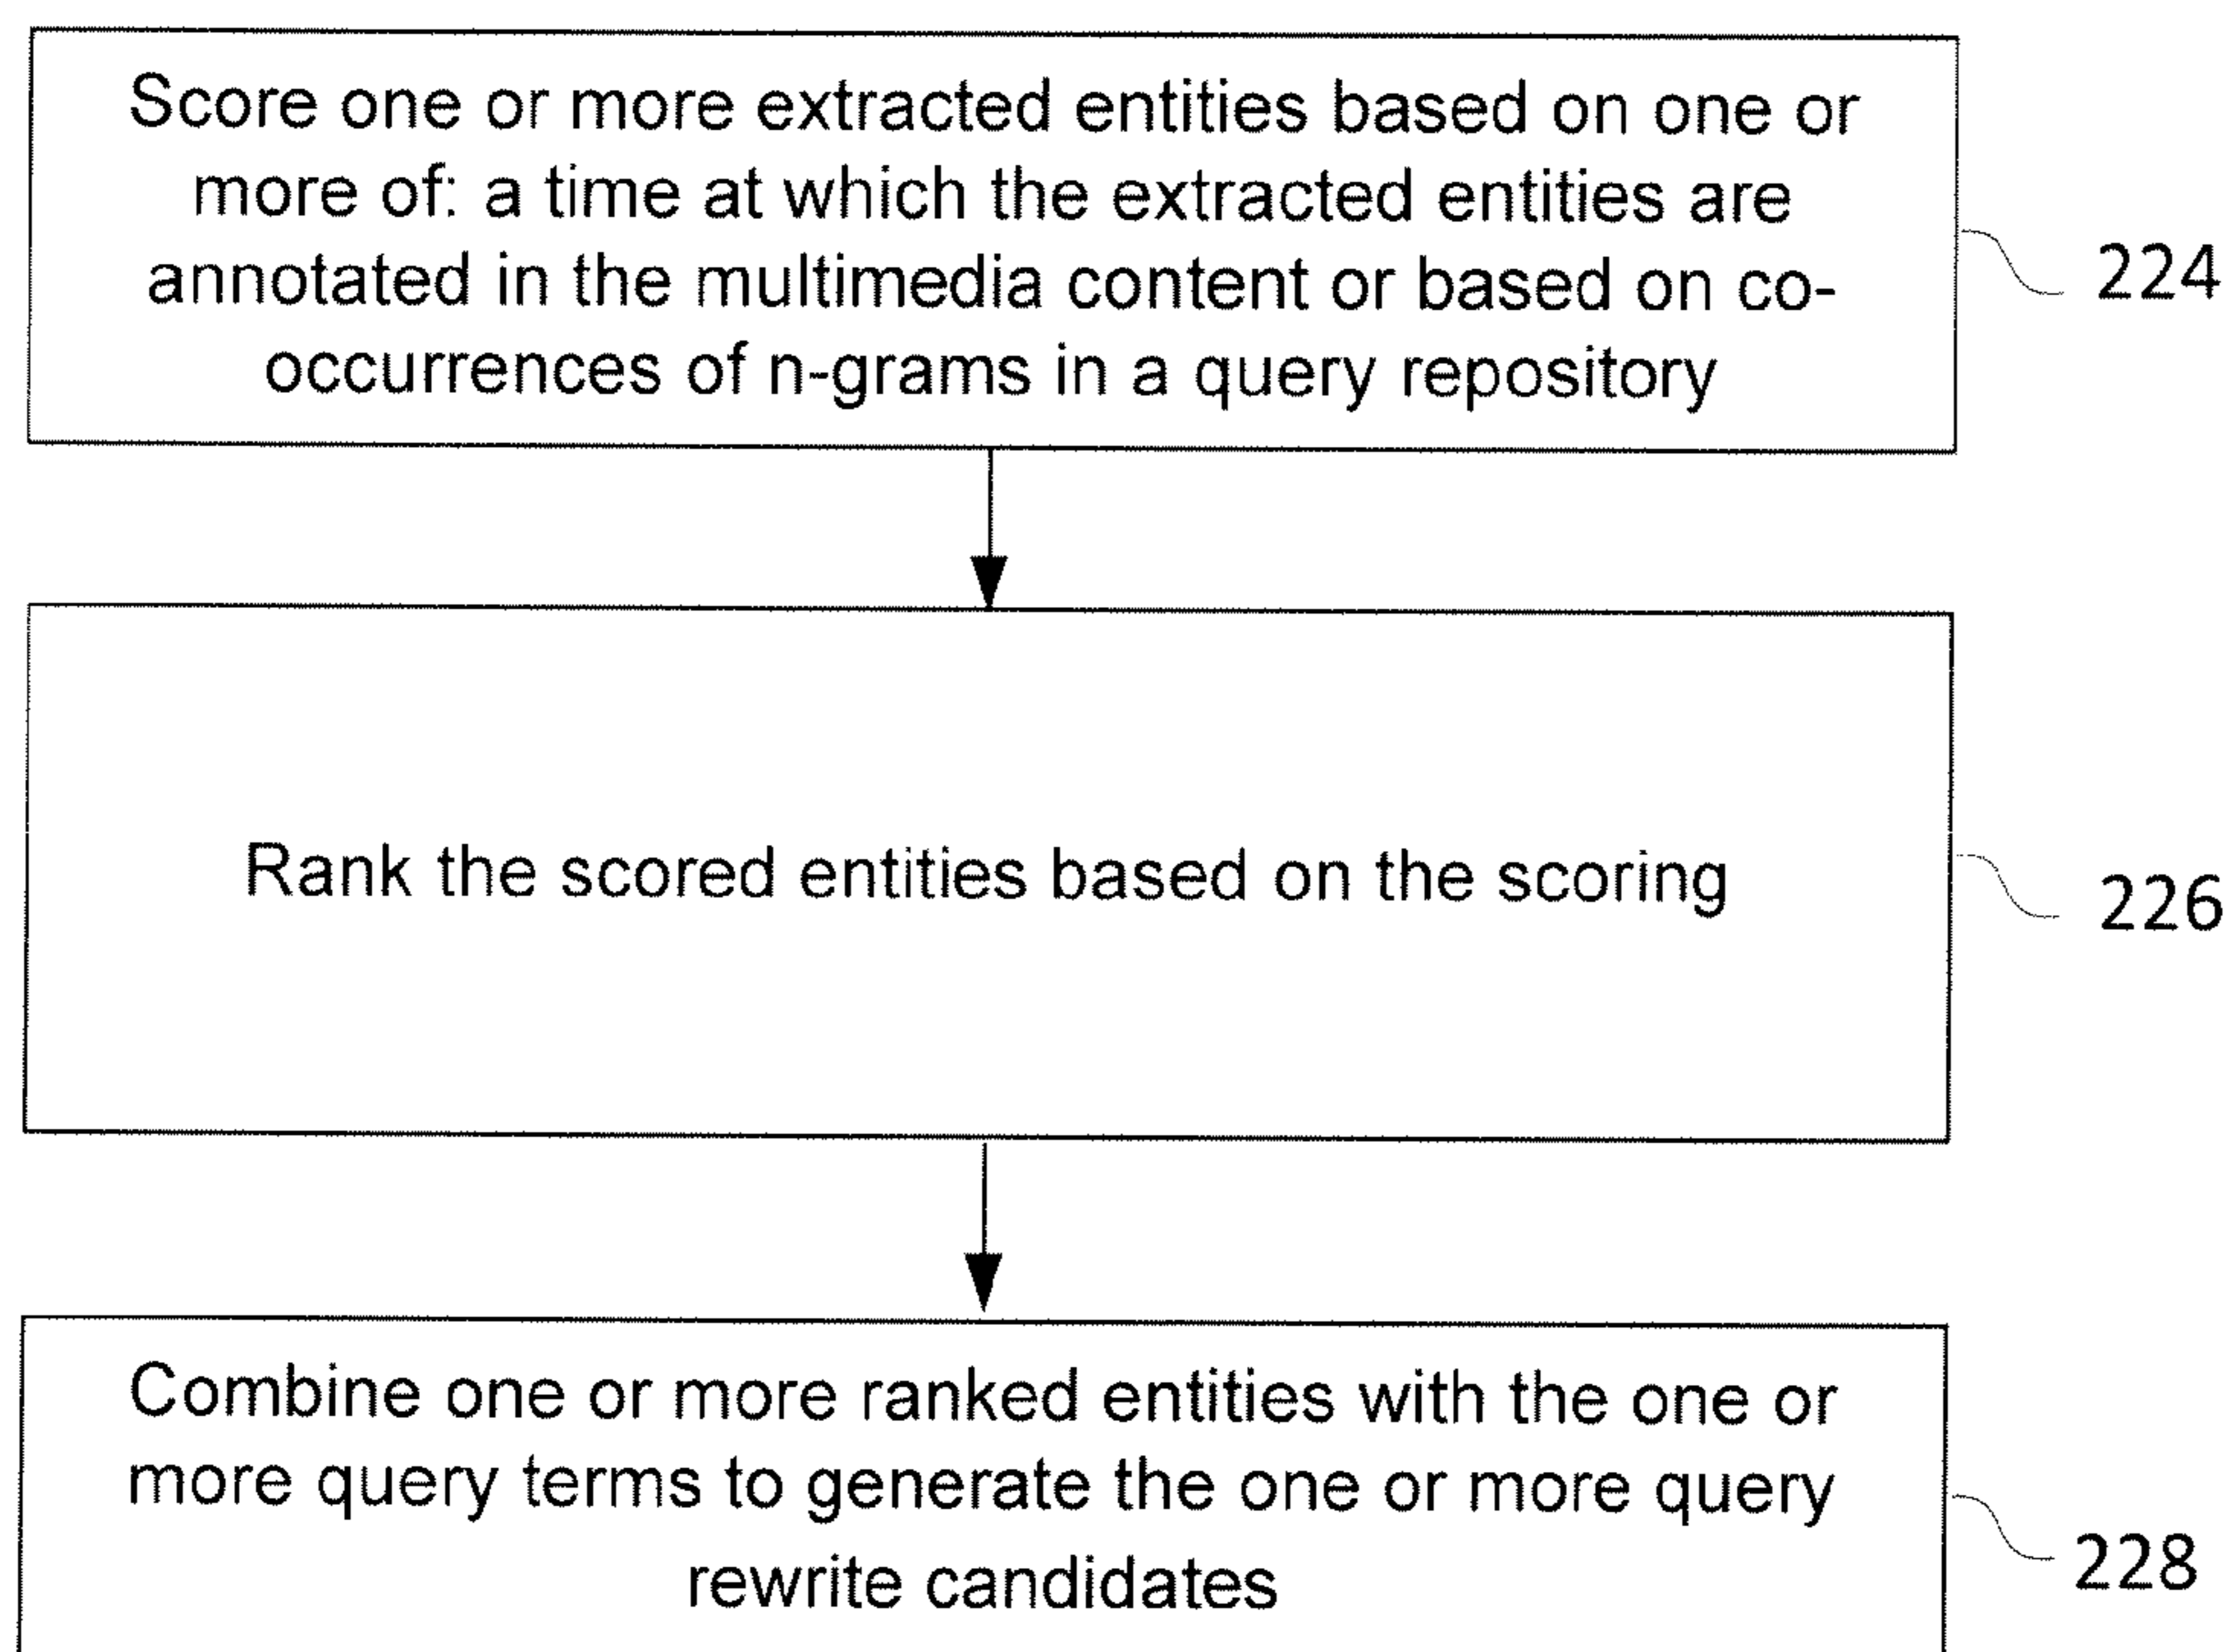 Score one or more extracted entities based on one or
more of: a time at which the extracted entities are
annotated in the multimedia content or based on co-
occurrences of n-grams in a query repository
224
Rank the scored entities based on the scoring
226
Combine one or more ranked entities with the one or
more query terms to generate the one or more query
rewrite candidates
228